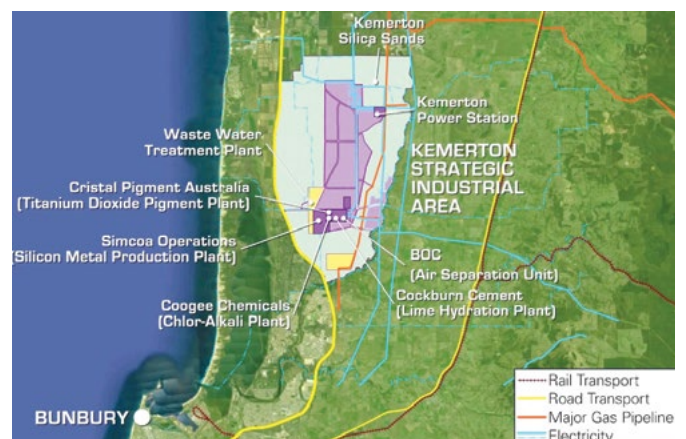 Kemerton
Silica Sands
Kemerton
Power Station
Waste Water
Treatment Plant
KEMERTON
STRATEGIC
INDUSTRIAL
AREA
Cristal Pigment Australia
(Titanium Dioxide Pigment Plant)
Simcoa Operations
(Silicon Metal Production Plant)
BOC
(Air Separation Unit)
Coogee Chemicals
(Chlor-Alkali Plant)
Cockburn Cement
(Lime Hydration Plant)
BUNBURY
Rail Transport
Road Transport
Major Gas Pipeline
Electricity